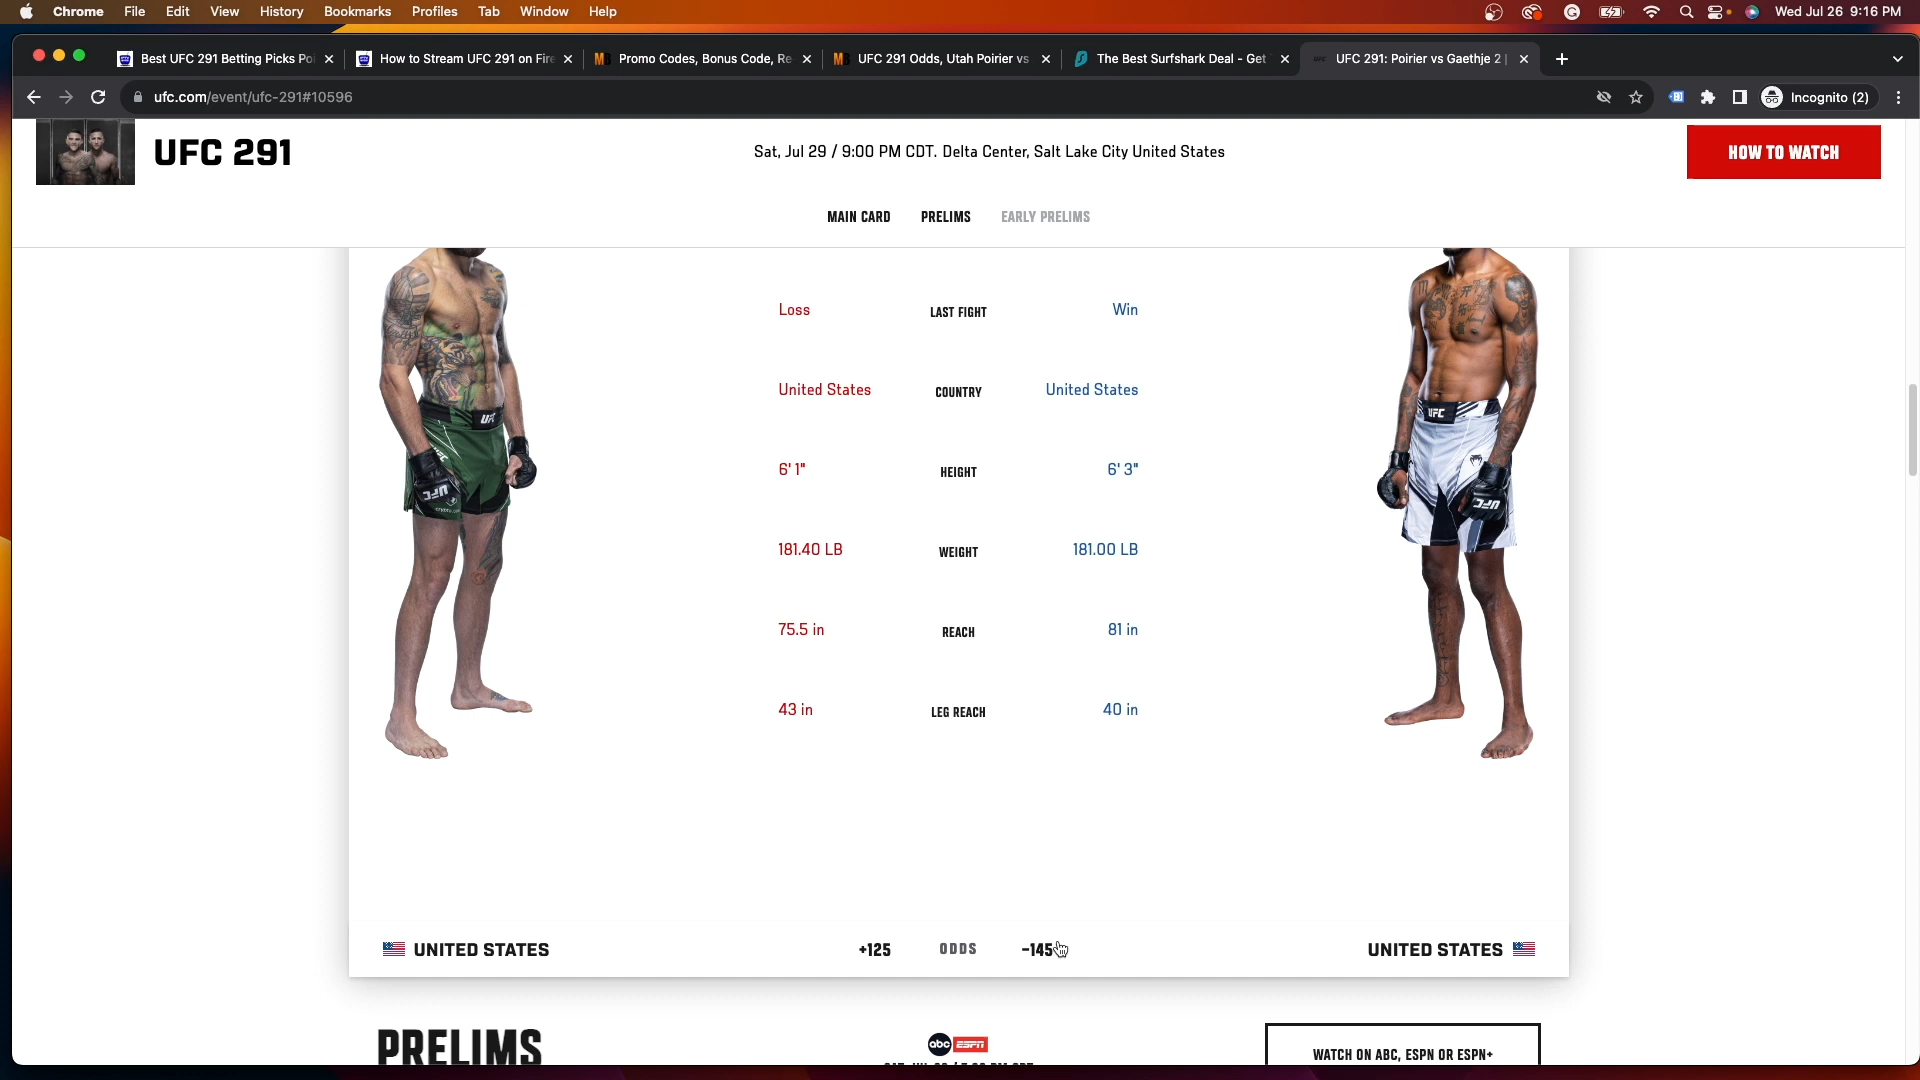 Chrome File Edit View History Bookmarks Profiles Tab Window Help Wed Jul 26 9:16 PM
Best UFC 291 Betting Picks Poi How to Stream UFC 291 on Fire Promo Codes, Bonus Code, Re UFC 291 Odds, Utah Poirier vs The Best Surfshark Deal - Get UFC 291: Poirier vs Gaethje 2 |
ufc.com/event/ufc-291#10596 Incognito (2)
UFC 291 Sat, Jul 29 / 9:00 PM CDT. Delta Center, Salt Lake City United States HOW TO WATCH
MAIN CARD PRELIMS EARLY PRELIMS
Loss LAST FIGHT Win
United States COUNTRY United States
6' 1" HEIGHT 6' 3"
181.40 LB WEIGHT 181.00 LB
75.5 in REACH 81 in
43 in LEG REACH 40 in
UNITED STATES +125 ODDS -145 UNITED STATES
PRELIMS abc ESPN WATCH ON ABC, ESPN OR ESPN+